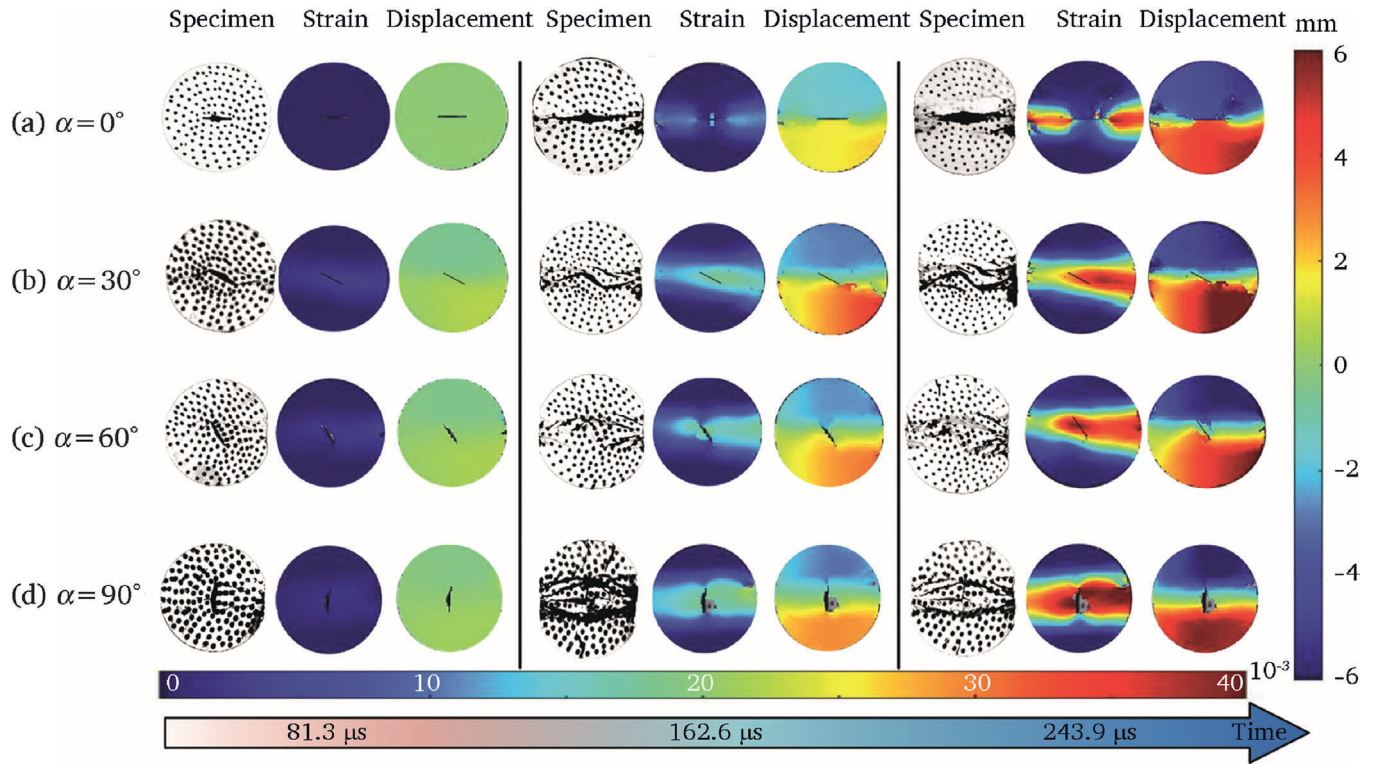 Specimen Strain Displacement Specimen Strain Displacement Specimen Strain Displacement
mm
(a) α=0°
(b) α=30°
(c) α=60°
(d) α=90°
6
4
2
0
-2
-4
-6
0 10 20 30 40
10-3
81.3 μs 162.6 μs 243.9 μs Time